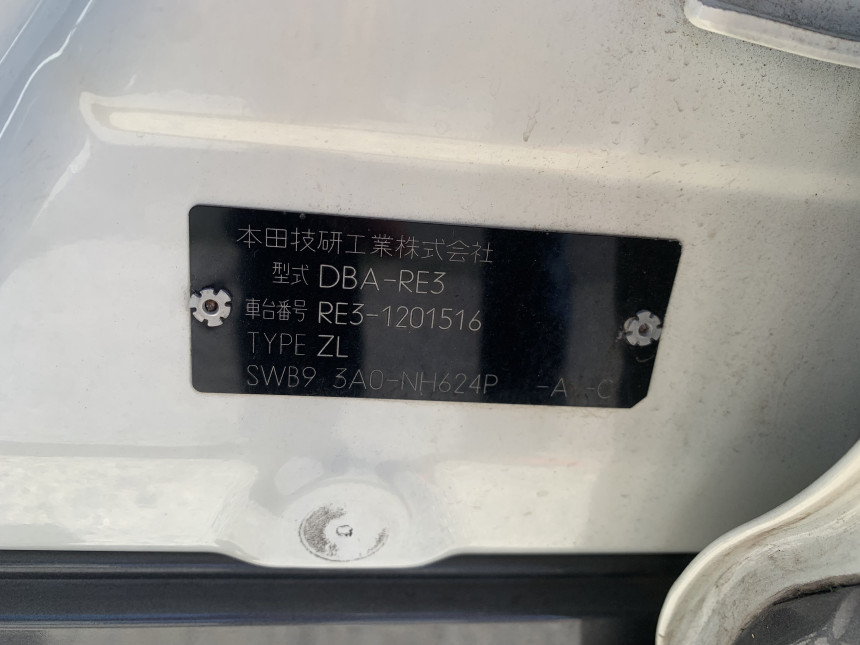 本田技研工業株式会社
型式 DBA-RE3
車台番号 RE3-1201516
TYPE ZL
SWB9 3A0-NH624P -A -C